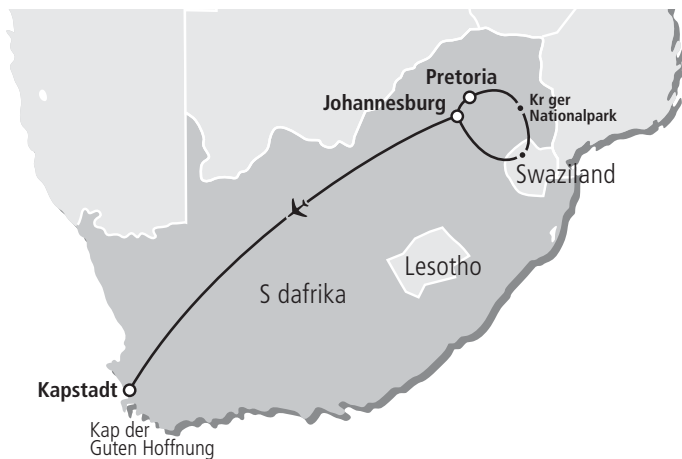 Pretoria
Johannesburg
Kr ger
Nationalpark
Swaziland
Lesotho
S dafrika
Kapstadt
Kap der
Guten Hoffnung